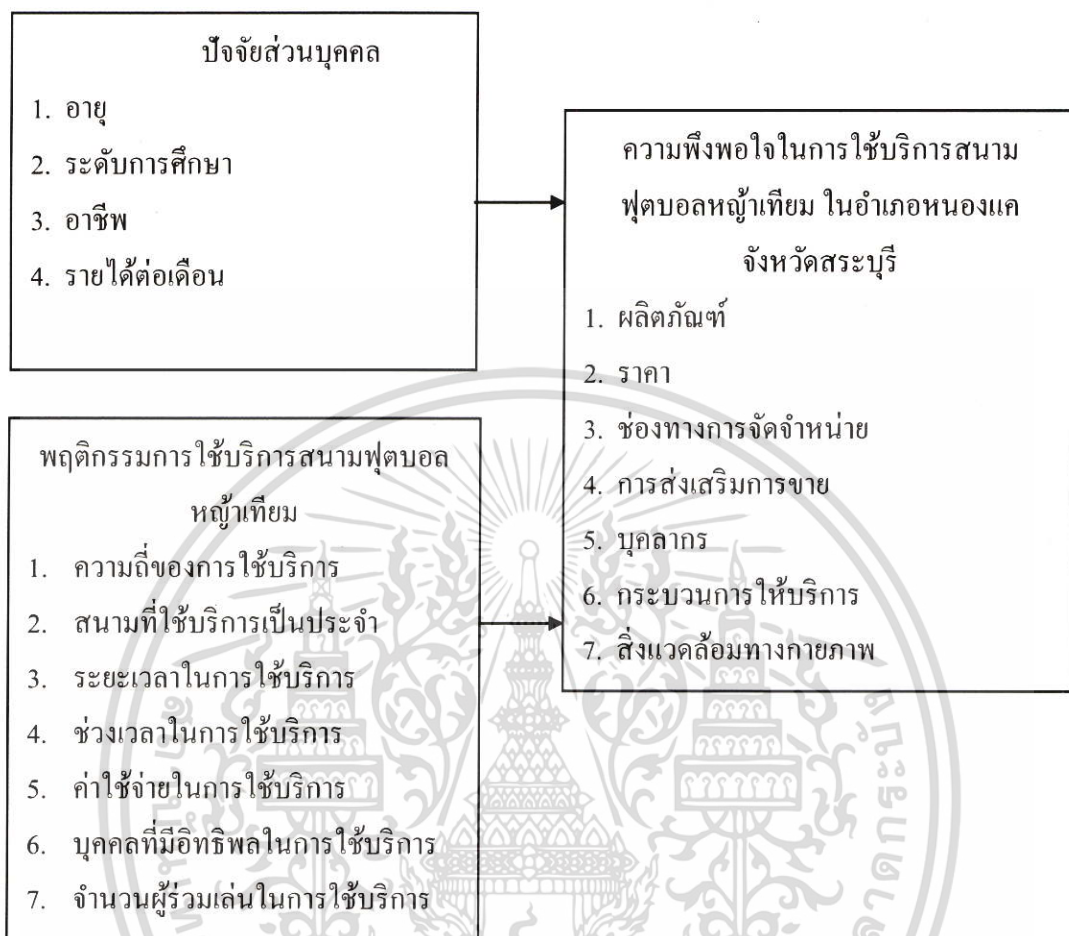 ปัจจัยส่วนบุคคล
1. อายุ
2. ระดับการศึกษา
3. อาชีพ
4. รายได้ต่อเดือน
พฤติกรรมการใช้บริการสนามฟุตบอล
หญ้าเทียม
1. ความถี่ของการใช้บริการ
2. สนามที่ใช้บริการเป็นประจำ
3. ระยะเวลาในการใช้บริการ
4. ช่วงเวลาในการใช้บริการ
5. ค่าใช้จ่ายในการใช้บริการ
6. บุคคลที่มีอิทธิพลในการใช้บริการ
7. จำนวนผู้ร่วมเล่นในการใช้บริการ
ความพึงพอใจในการใช้บริการสนาม
ฟุตบอลหญ้าเทียม ในอำเภอหนองแค
จังหวัดสระบุรี
1. ผลิตภัณฑ์
2. ราคา
3. ช่องทางการจัดจำหน่าย
4. การส่งเสริมการขาย
5. บุคลากร
6. กระบวนการให้บริการ
7. สิ่งแวดล้อมทางกายภาพ